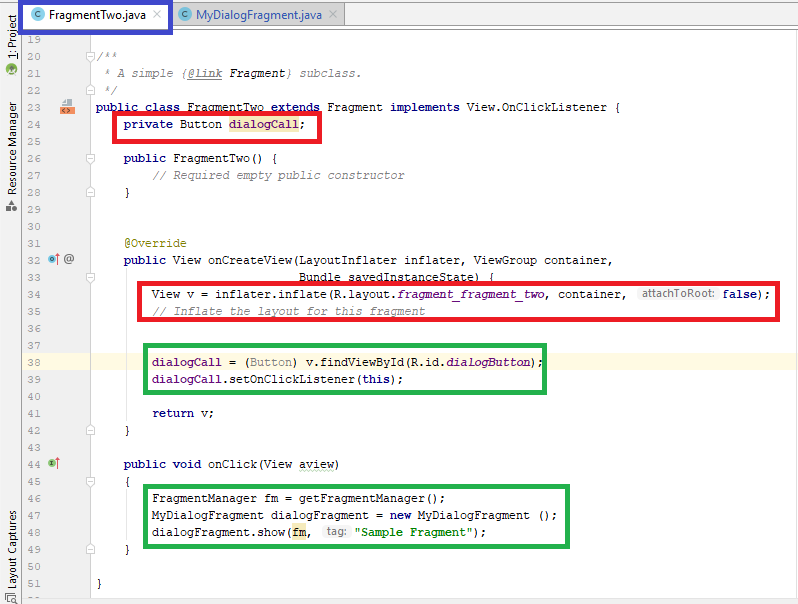 FragmentTwo.java
MyDialogFragment.java
1: Project
Resource Manager
Layout Captures
19
20 /**
21 * A simple {@link Fragment} subclass.
22 */
23 public class FragmentTwo extends Fragment implements View.OnClickListener {
24 private Button dialogCall;
25
26 public FragmentTwo() {
27 // Required empty public constructor
28 }
29
30
31 @Override
32 public View onCreateView(LayoutInflater inflater, ViewGroup container,
33 Bundle savedInstanceState) {
34 View v = inflater.inflate(R.layout.fragment_fragment_two, container, attachToRoot: false);
35 // Inflate the layout for this fragment
36
37
38 dialogCall = (Button) v.findViewById(R.id.dialogButton);
39 dialogCall.setOnClickListener(this);
40
41 return v;
42 }
43
44 public void onClick(View aview)
45 {
46 FragmentManager fm = getFragmentManager();
47 MyDialogFragment dialogFragment = new MyDialogFragment ();
48 dialogFragment.show(fm, tag: "Sample Fragment");
49 }
50
51 }